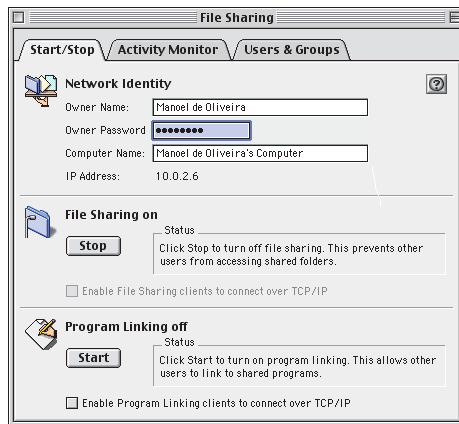 File Sharing
Start/Stop
Activity Monitor
Users & Groups
Network Identity
?
Owner Name:
Manoel de Oliveira
Owner Password
••••••••
Computer Name:
Manoel de Oliveira's Computer
IP Address:
10.0.2.6
File Sharing on
Status
Stop
Click Stop to turn off file sharing. This prevents other
users from accessing shared folders.
Enable File Sharing clients to connect over TCP/IP
Program Linking off
Status
Start
Click Start to turn on program linking. This allows other
users to link to shared programs.
Enable Program Linking clients to connect over TCP/IP